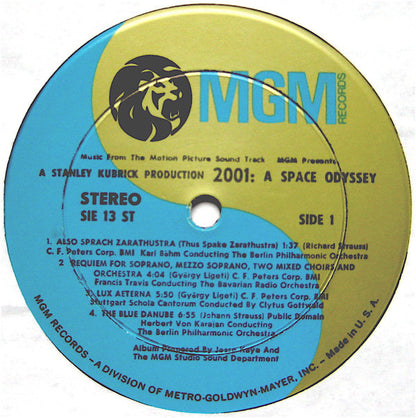 MGM
RECORDS
Music From The Motion Picture Sound Track MGM Presents
A STANLEY KUBRICK PRODUCTION 2001: A SPACE ODYSSEY
STEREO
SIE 13 ST
SIDE 1
1. ALSO SPRACH ZARATHUSTRA (Thus Spake Zarathustra) 1:37 (Richard Strauss)
C. F. Peters Corp. BMI Karl Böhm Conducting The Berlin Philharmonic Orchestra
2. REQUIEM FOR SOPRANO, MEZZO SOPRANO, TWO MIXED CHOIRS AND
ORCHESTRA 4:04 (György Ligeti) C. F. Peters Corp. BMI
Francis Travis Conducting The Bavarian Radio Orchestra
3. LUX AETERNA 5:50 (György Ligeti) C. F. Peters Corp. BMI
Stuttgart Schola Cantorum Conducted by Clytus Gottwald
4. THE BLUE DANUBE 6:55 (Johann Strauss) Public Domain
Herbert Von Karajan Conducting
The Berlin Philharmonic Orchestra
Album Prepared By Jesse Kaye And
The MGM Studio Sound Department
MGM RECORDS – A DIVISION OF METRO-GOLDWYN-MAYER, INC. – Made in U. S. A.